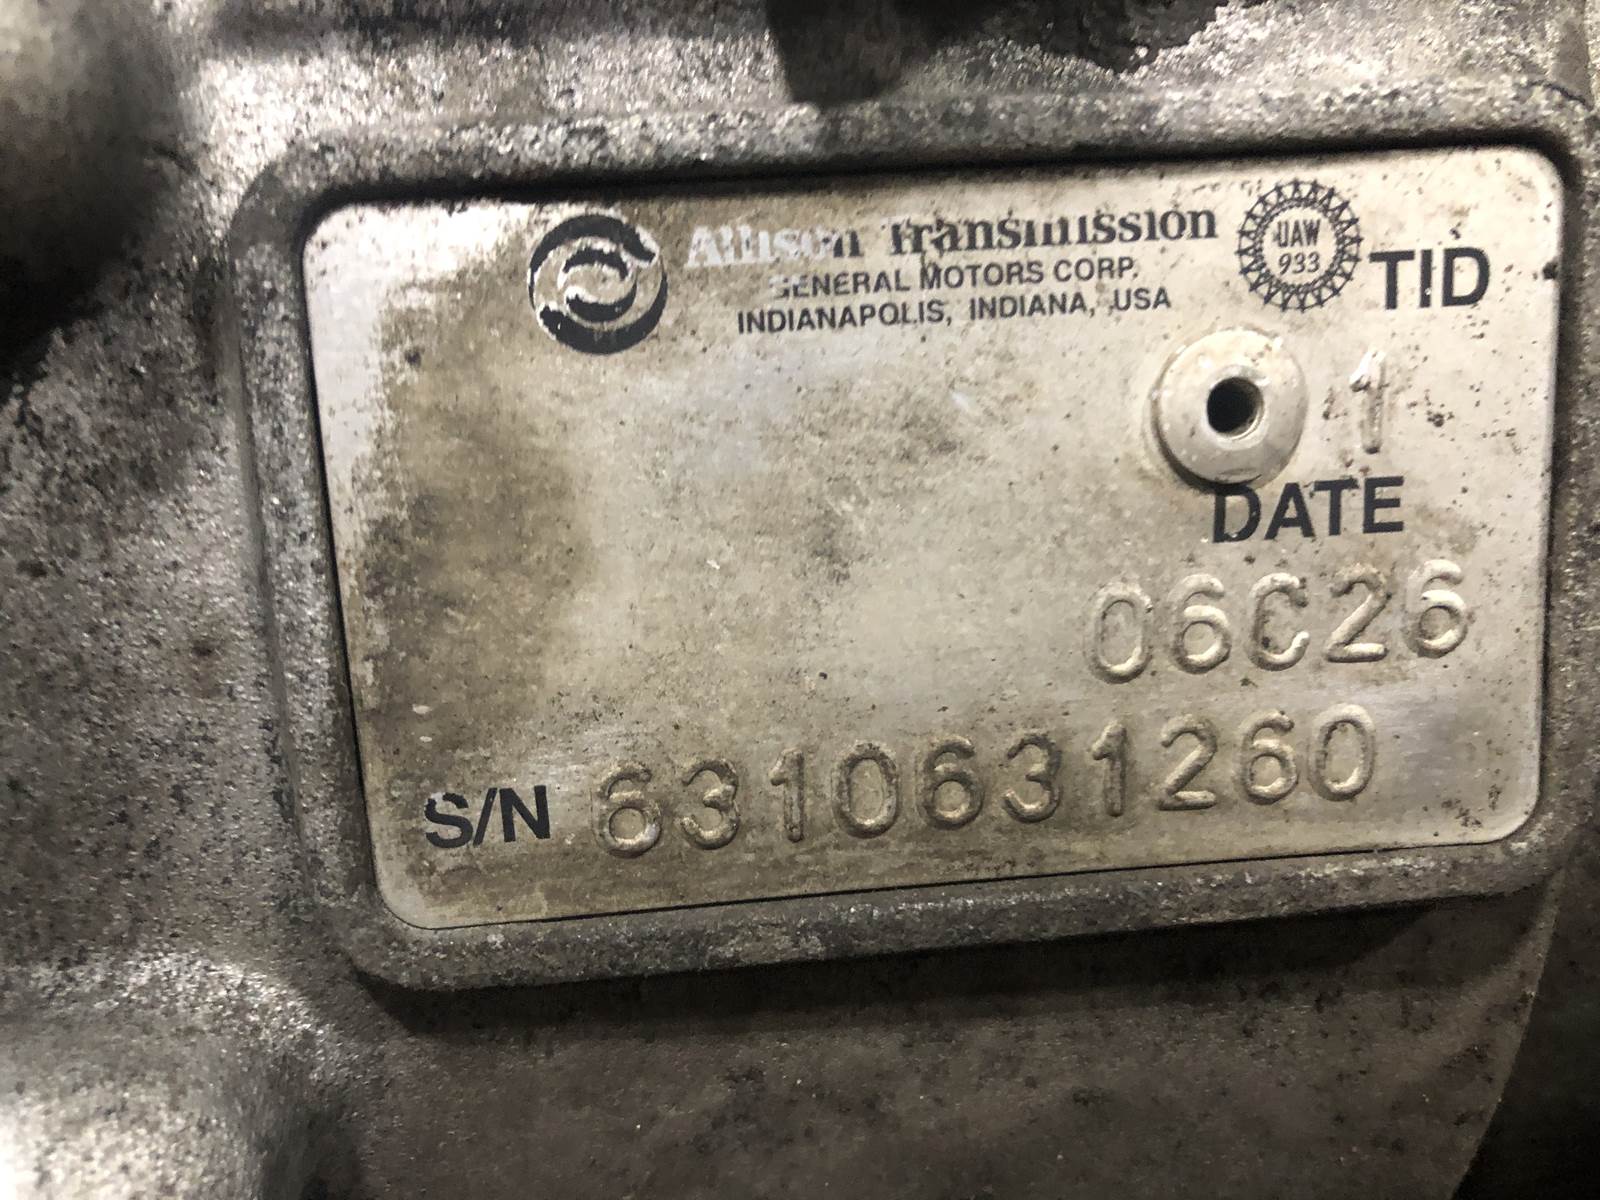 Allison Transmission
GENERAL MOTORS CORP.
INDIANAPOLIS, INDIANA, USA
UAW
933
TID
1
DATE
06C26
S/N 6310631260